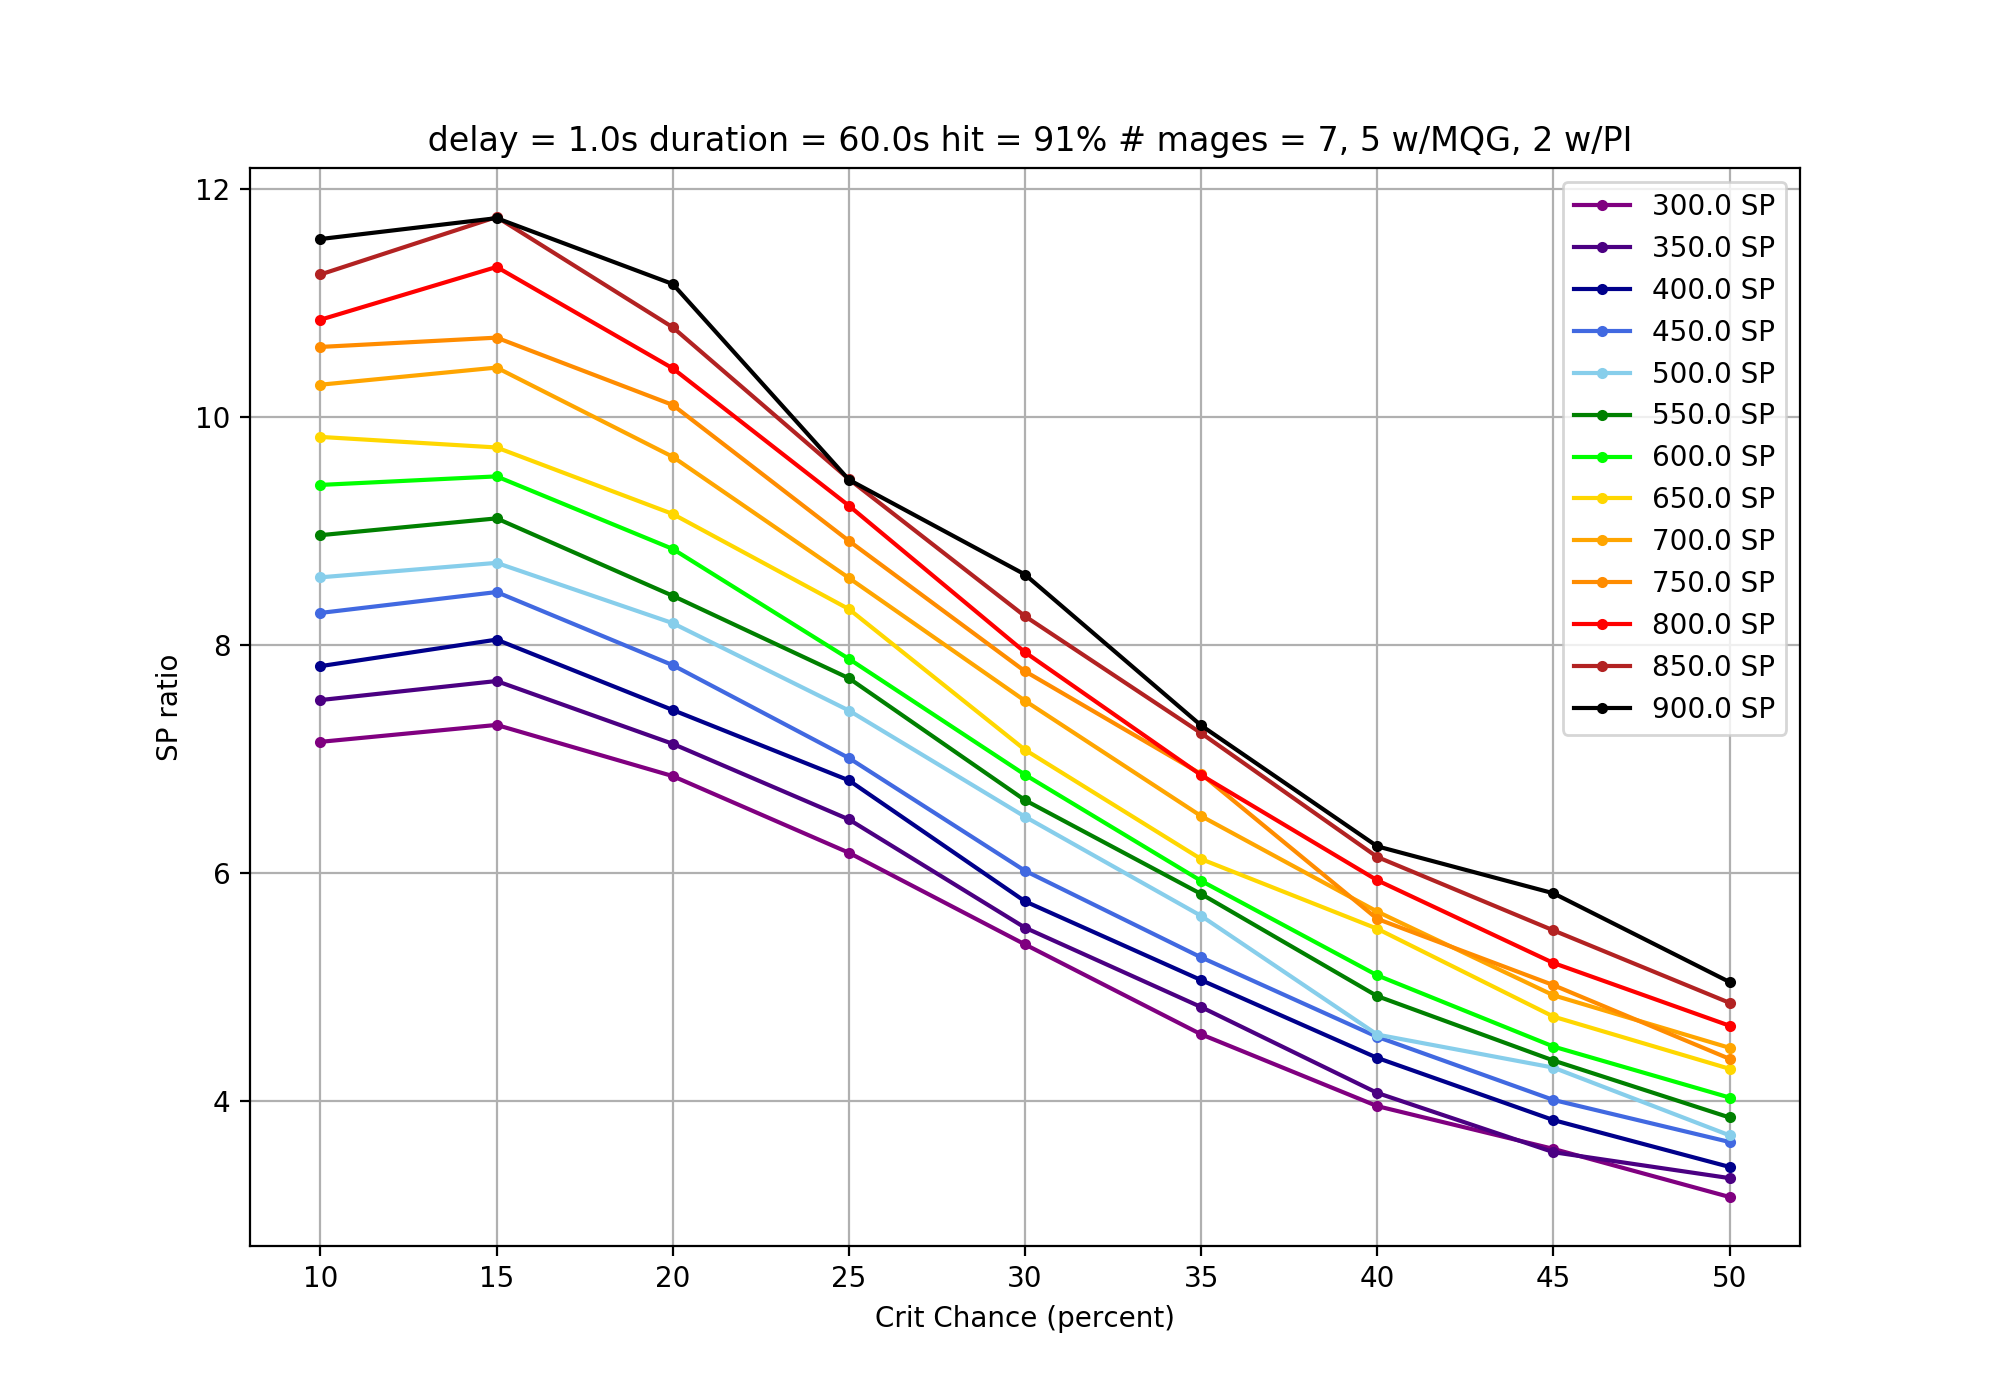 delay = 1.0s duration = 60.0s hit = 91% # mages = 7, 5 w/MQG, 2 w/PI
12
10
8
6
4
SP ratio
300.0 SP
350.0 SP
400.0 SP
450.0 SP
500.0 SP
550.0 SP
600.0 SP
650.0 SP
700.0 SP
750.0 SP
800.0 SP
850.0 SP
900.0 SP
10 15 20 25 30 35 40 45 50
Crit Chance (percent)